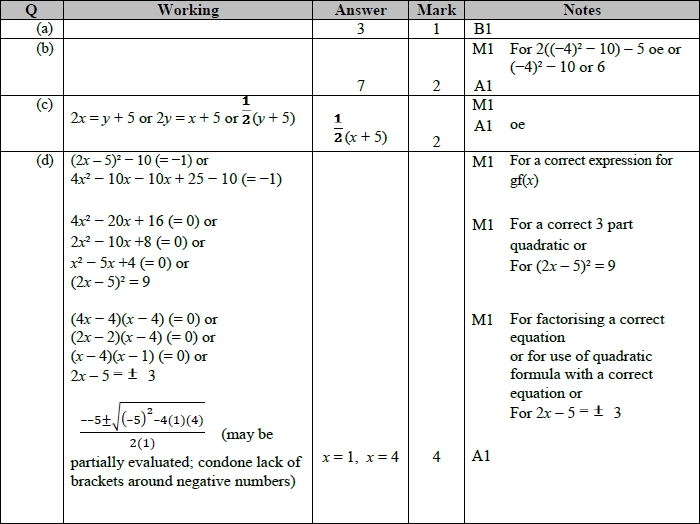 Q Working Answer Mark Notes
(a) 3 1 B1
(b) M1 For 2((−4)² − 10) − 5 oe or
(−4)² − 10 or 6
7 2 A1
(c) M1
2x = y + 5 or 2y = x + 5 or 1/2 (y + 5) 1/2 (x + 5) A1 oe
2
(d) (2x – 5)² − 10 (= −1) or M1 For a correct expression for
4x² − 10x − 10x + 25 − 10 (= −1) gf(x)
4x² − 20x + 16 (= 0) or M1 For a correct 3 part
2x² − 10x +8 (= 0) or quadratic or
x² − 5x +4 (= 0) or For (2x – 5)² = 9
(2x – 5)² = 9
(4x − 4)(x − 4) (= 0) or M1 For factorising a correct
(2x − 2)(x − 4) (= 0) or equation
(x − 4)(x − 1) (= 0) or or for use of quadratic
2x – 5 = ± 3 formula with a correct
equation or
For 2x – 5 = ± 3
--5±√((-5)²-4(1)(4)) / 2(1) (may be
partially evaluated; condone lack of x = 1, x = 4 4 A1
brackets around negative numbers)